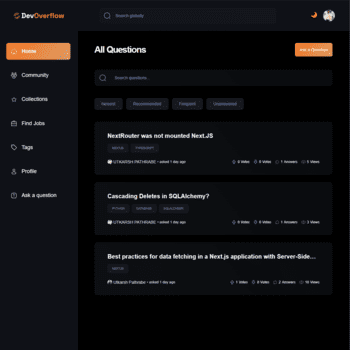 DevOverflow
Search globally
Home
Community
Collections
Find Jobs
Tags
Profile
Ask a question
All Questions
Ask a Question
Search questions..
Newest
Recommended
Frequent
Unanswered
NextRouter was not mounted Next.JS
NEXTJS
TYPESCRIPT
UTKARSH PATHRABE • asked 1 day ago
0 Votes
0 Votes
1 Answers
5 Views
Cascading Deletes in SQLAlchemy?
PYTHON
DATABASE
SQLALCHEMY
UTKARSH PATHRABE • asked 1 day ago
0 Votes
0 Votes
1 Answers
3 Views
Best practices for data fetching in a Next.js application with Server-Side...
NEXTJS
Utkarsh Pathrabe • asked 1 day ago
1 Votes
0 Votes
2 Answers
10 Views